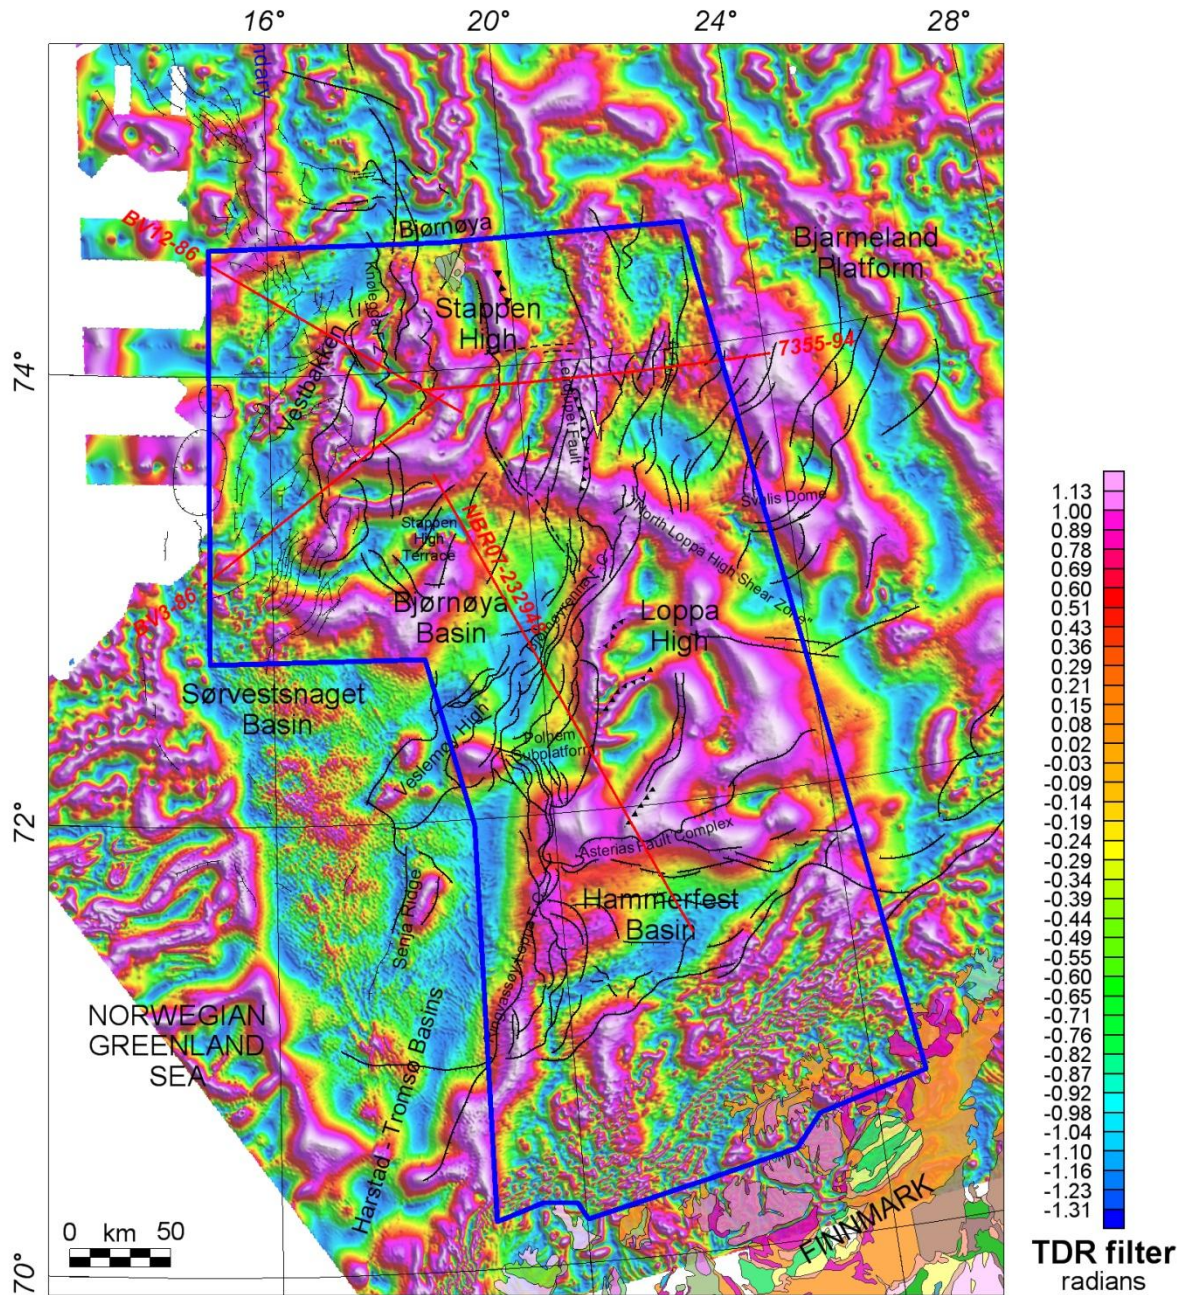 16° 20° 24° 28°
ndary
BV12-86
Bjørnøya
Bjarmeland
Platform
Knølegga F.Z.
Stappen
High
7355-94
74°
Vestbakken
Leirdjupet Fault
Svalis Dome
"North Loppa High Shear Zone"
Stappen
High
Terrace
NBR07-232948
BV3-86
Bjørnøya
Basin
Bjørnøyrenna F. C.
Loppa
High
Sørvestsnaget
Basin
Veslemøy High
Polhem
Subplatform
72°
Asterias Fault Complex
Senja Ridge
Hammerfest
Basin
Ringvassøy-Loppa F. C.
NORWEGIAN
GREENLAND
SEA
Harstad - Tromsø Basins
FINNMARK
0 km 50
70°
1.13
1.00
0.89
0.78
0.69
0.60
0.51
0.43
0.36
0.29
0.21
0.15
0.08
0.02
-0.03
-0.09
-0.14
-0.19
-0.24
-0.29
-0.34
-0.39
-0.44
-0.49
-0.55
-0.60
-0.65
-0.71
-0.76
-0.82
-0.87
-0.92
-0.98
-1.04
-1.10
-1.16
-1.23
-1.31
TDR filter
radians